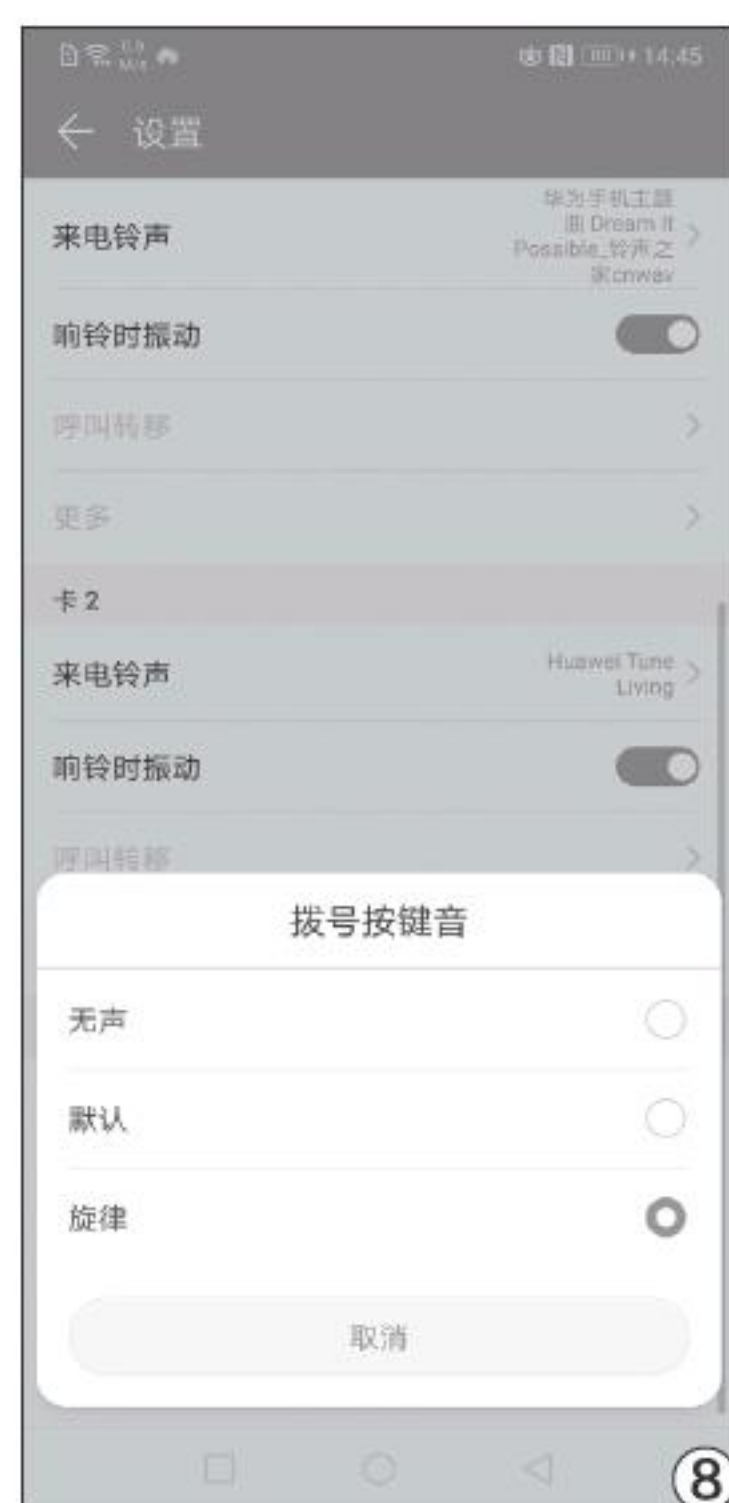 14:45
← 设置
来电铃声
华为手机主题
曲 Dream It
Possible_铃声之
家cnwav
响铃时振动
呼叫转移
更多
卡 2
来电铃声
Huawei Tune
Living
响铃时振动
呼叫转移
拨号按键音
无声
默认
旋律
取消
⑧